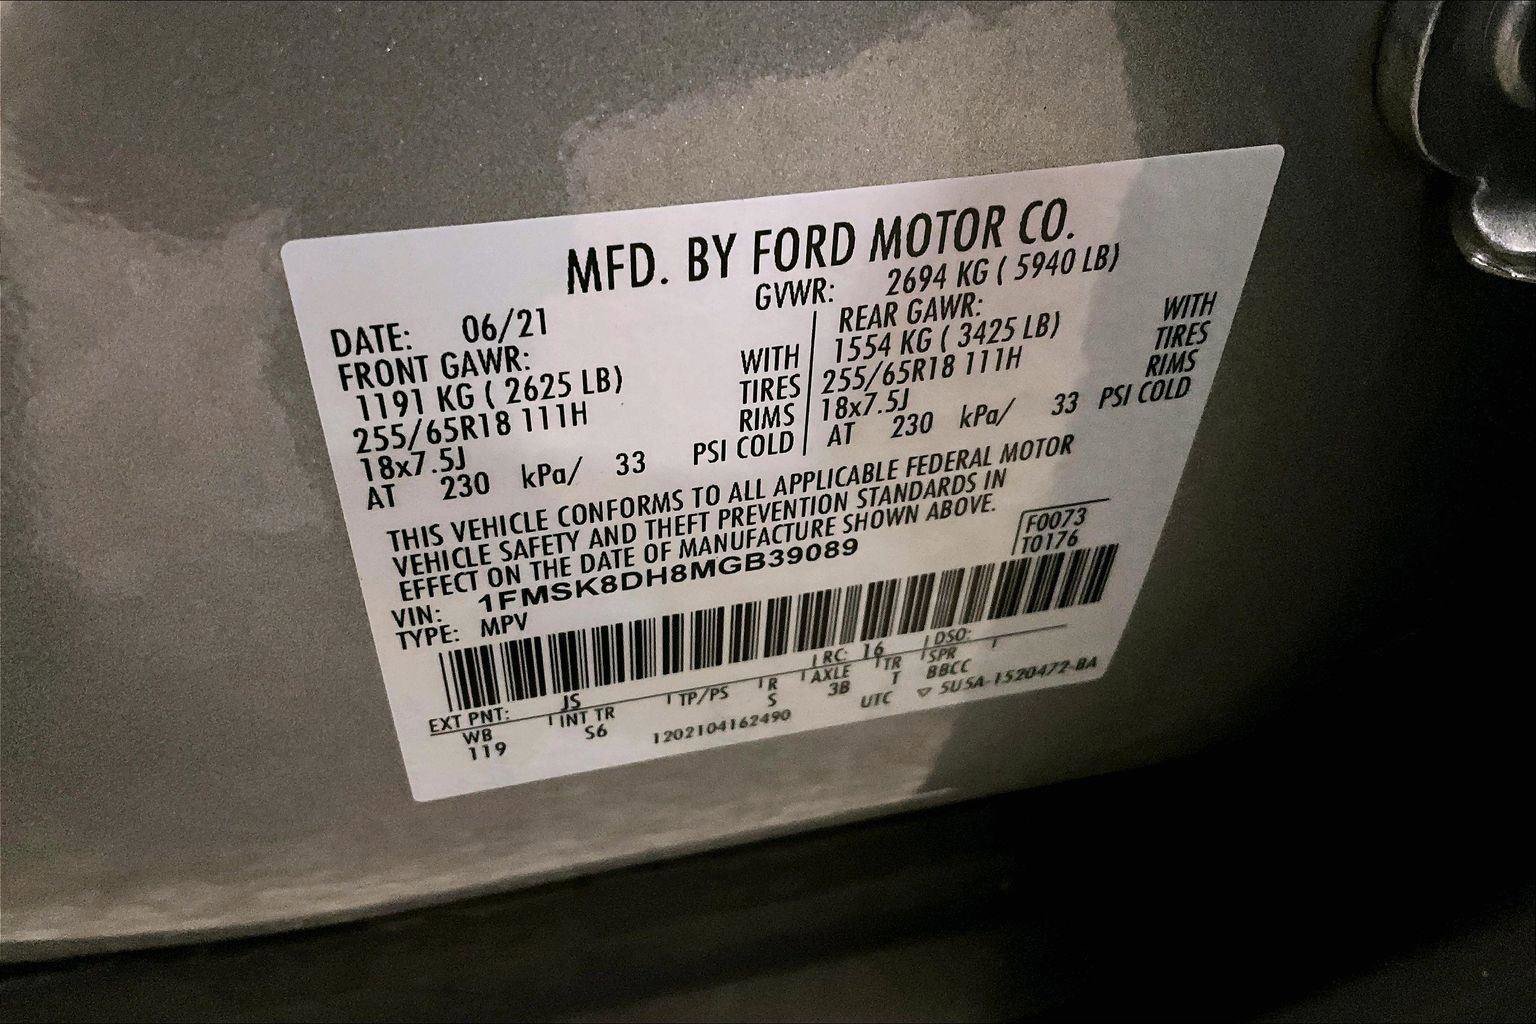 MFD. BY FORD MOTOR CO.
DATE: 06/21 GVWR: 2694 KG ( 5940 LB)
FRONT GAWR: REAR GAWR:
1191 KG ( 2625 LB) WITH 1554 KG ( 3425 LB) WITH
255/65R18 111H TIRES 255/65R18 111H TIRES
18x7.5J RIMS 18x7.5J RIMS
AT 230 kPa/ 33 PSI COLD AT 230 kPa/ 33 PSI COLD
THIS VEHICLE CONFORMS TO ALL APPLICABLE FEDERAL MOTOR
VEHICLE SAFETY AND THEFT PREVENTION STANDARDS IN
EFFECT ON THE DATE OF MANUFACTURE SHOWN ABOVE.
VIN: 1FMSK8DH8MGB39089 F0073
TYPE: MPV T0176
EXT PNT: JS RC: 16 DSO:
WB INT TR TP/PS R AXLE TR SPR
119 S6 S 3B T BBCC
1202104162490 UTC ▽ 5U5A-1520472-BA